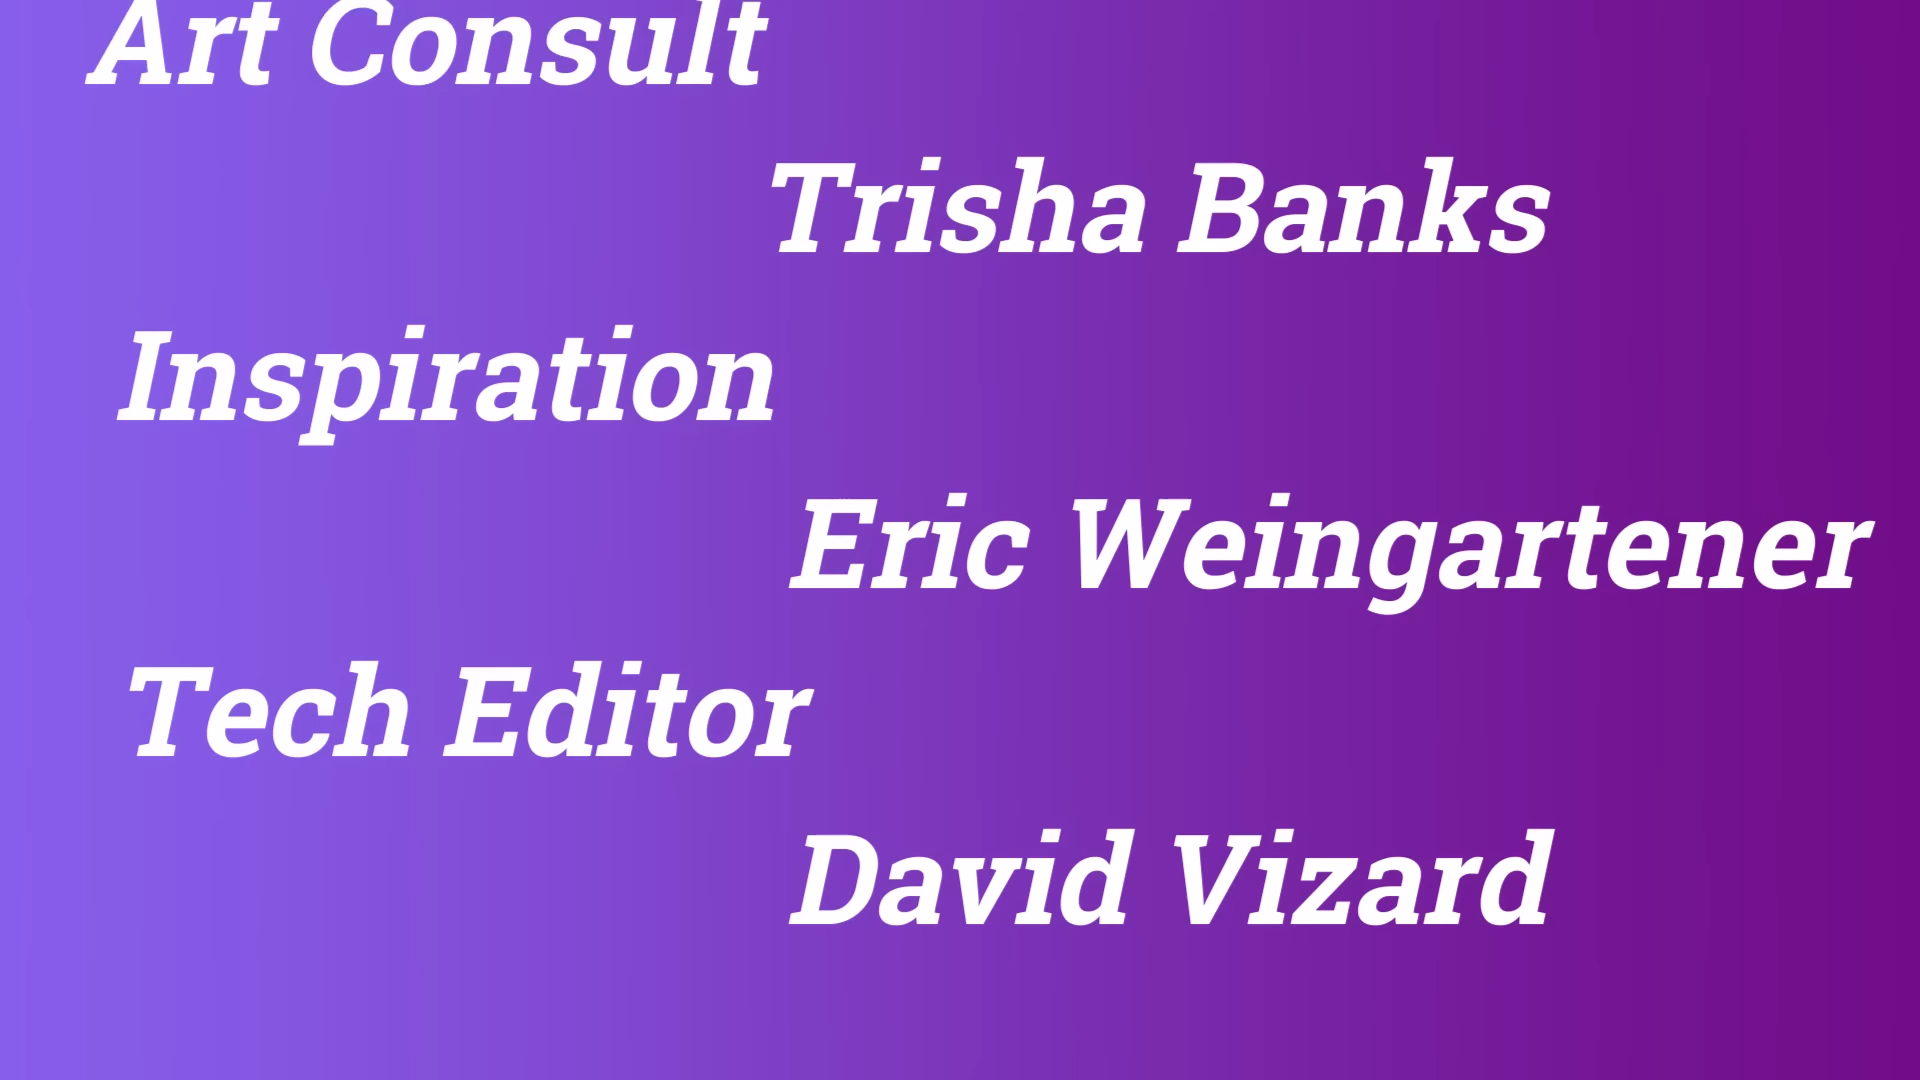 Art Consult
Trisha Banks
Inspiration
Eric Weingartener
Tech Editor
David Vizard